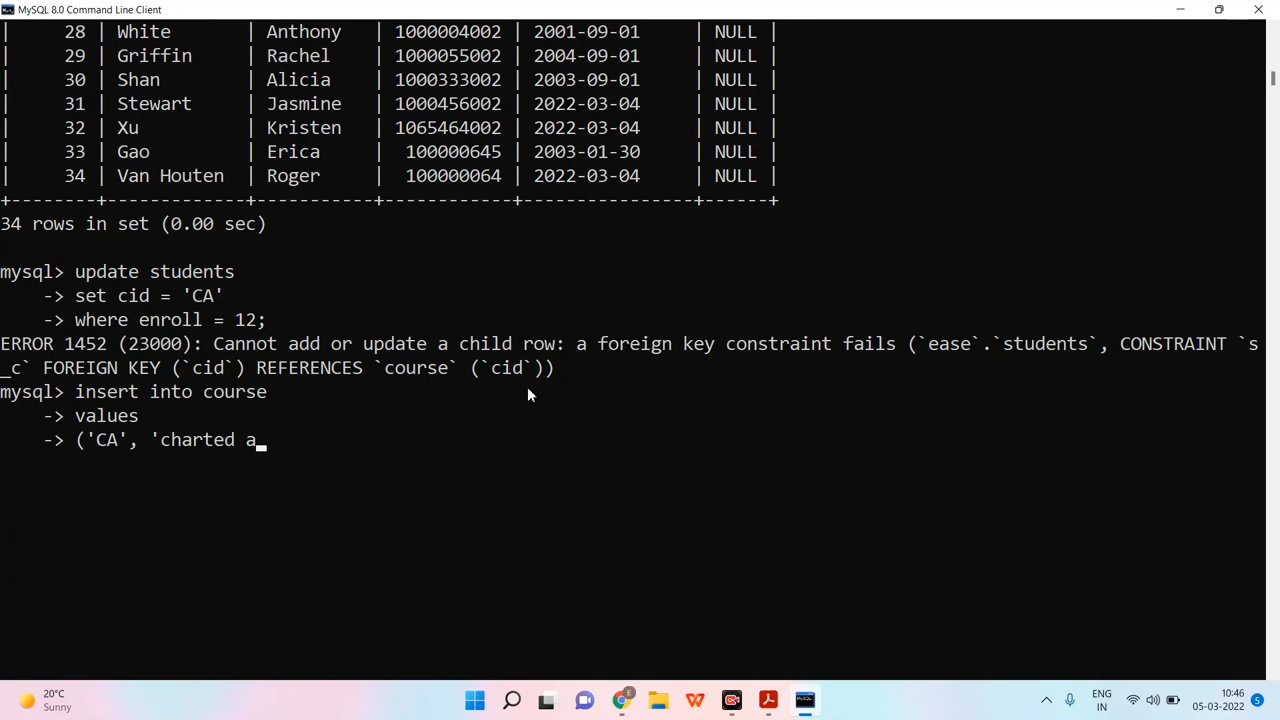 MySQL 8.0 Command Line Client
| 28 | White | Anthony | 1000004002 | 2001-09-01 | NULL |
| 29 | Griffin | Rachel | 1000055002 | 2004-09-01 | NULL |
| 30 | Shan | Alicia | 1000333002 | 2003-09-01 | NULL |
| 31 | Stewart | Jasmine | 1000456002 | 2022-03-04 | NULL |
| 32 | Xu | Kristen | 1065464002 | 2022-03-04 | NULL |
| 33 | Gao | Erica | 100000645 | 2003-01-30 | NULL |
| 34 | Van Houten | Roger | 100000064 | 2022-03-04 | NULL |
+--------+-------------+-----------+------------+----------------+------+
34 rows in set (0.00 sec)
mysql> update students
-> set cid = 'CA'
-> where enroll = 12;
ERROR 1452 (23000): Cannot add or update a child row: a foreign key constraint fails (`ease`.`students`, CONSTRAINT `s
_c` FOREIGN KEY (`cid`) REFERENCES `course` (`cid`))
mysql> insert into course
-> values
-> ('CA', 'charted a_
20°C
Sunny
W
E
ENG
IN
10:46
05-03-2022
5